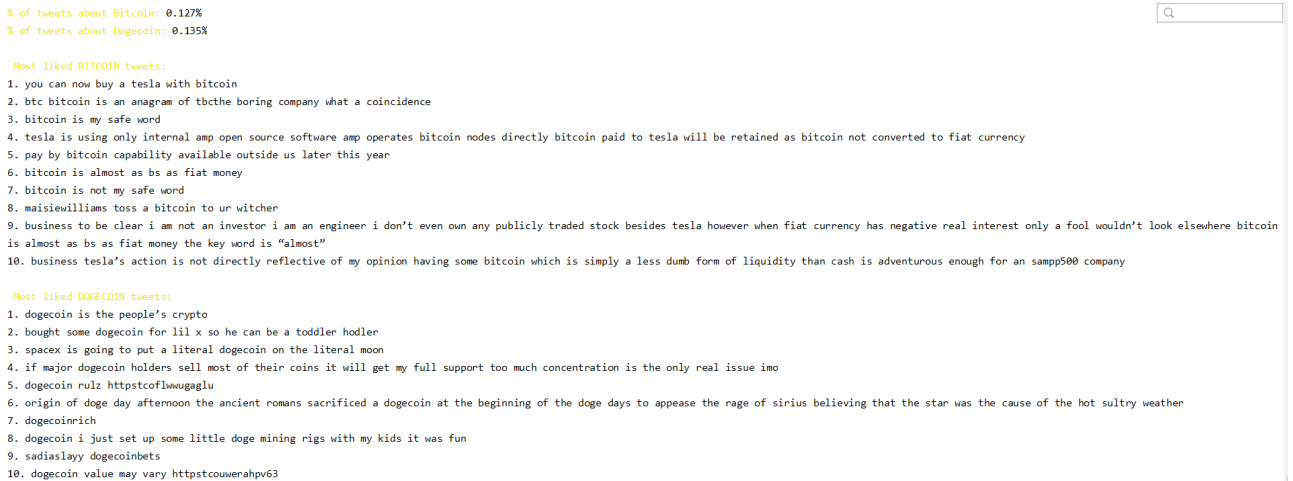 % of tweets about Bitcoin: 0.127%
% of tweets about Dogecoin: 0.135%
Most liked BITCOIN tweets:
1. you can now buy a tesla with bitcoin
2. btc bitcoin is an anagram of tbcthe boring company what a coincidence
3. bitcoin is my safe word
4. tesla is using only internal amp open source software amp operates bitcoin nodes directly bitcoin paid to tesla will be retained as bitcoin not converted to fiat currency
5. pay by bitcoin capability available outside us later this year
6. bitcoin is almost as bs as fiat money
7. bitcoin is not my safe word
8. maisiewilliams toss a bitcoin to ur witcher
9. business to be clear i am not an investor i am an engineer i don’t even own any publicly traded stock besides tesla however when fiat currency has negative real interest only a fool wouldn’t look elsewhere bitcoin
is almost as bs as fiat money the key word is “almost”
10. business tesla’s action is not directly reflective of my opinion having some bitcoin which is simply a less dumb form of liquidity than cash is adventurous enough for an sampp500 company
Most liked DOGECOIN tweets:
1. dogecoin is the people’s crypto
2. bought some dogecoin for lil x so he can be a toddler hodler
3. spacex is going to put a literal dogecoin on the literal moon
4. if major dogecoin holders sell most of their coins it will get my full support too much concentration is the only real issue imo
5. dogecoin rulz httpstcoflwwugaglu
6. origin of doge day afternoon the ancient romans sacrificed a dogecoin at the beginning of the doge days to appease the rage of sirius believing that the star was the cause of the hot sultry weather
7. dogecoinrich
8. dogecoin i just set up some little doge mining rigs with my kids it was fun
9. sadiaslayy dogecoinbets
10. dogecoin value may vary httpstcouwerahpv63